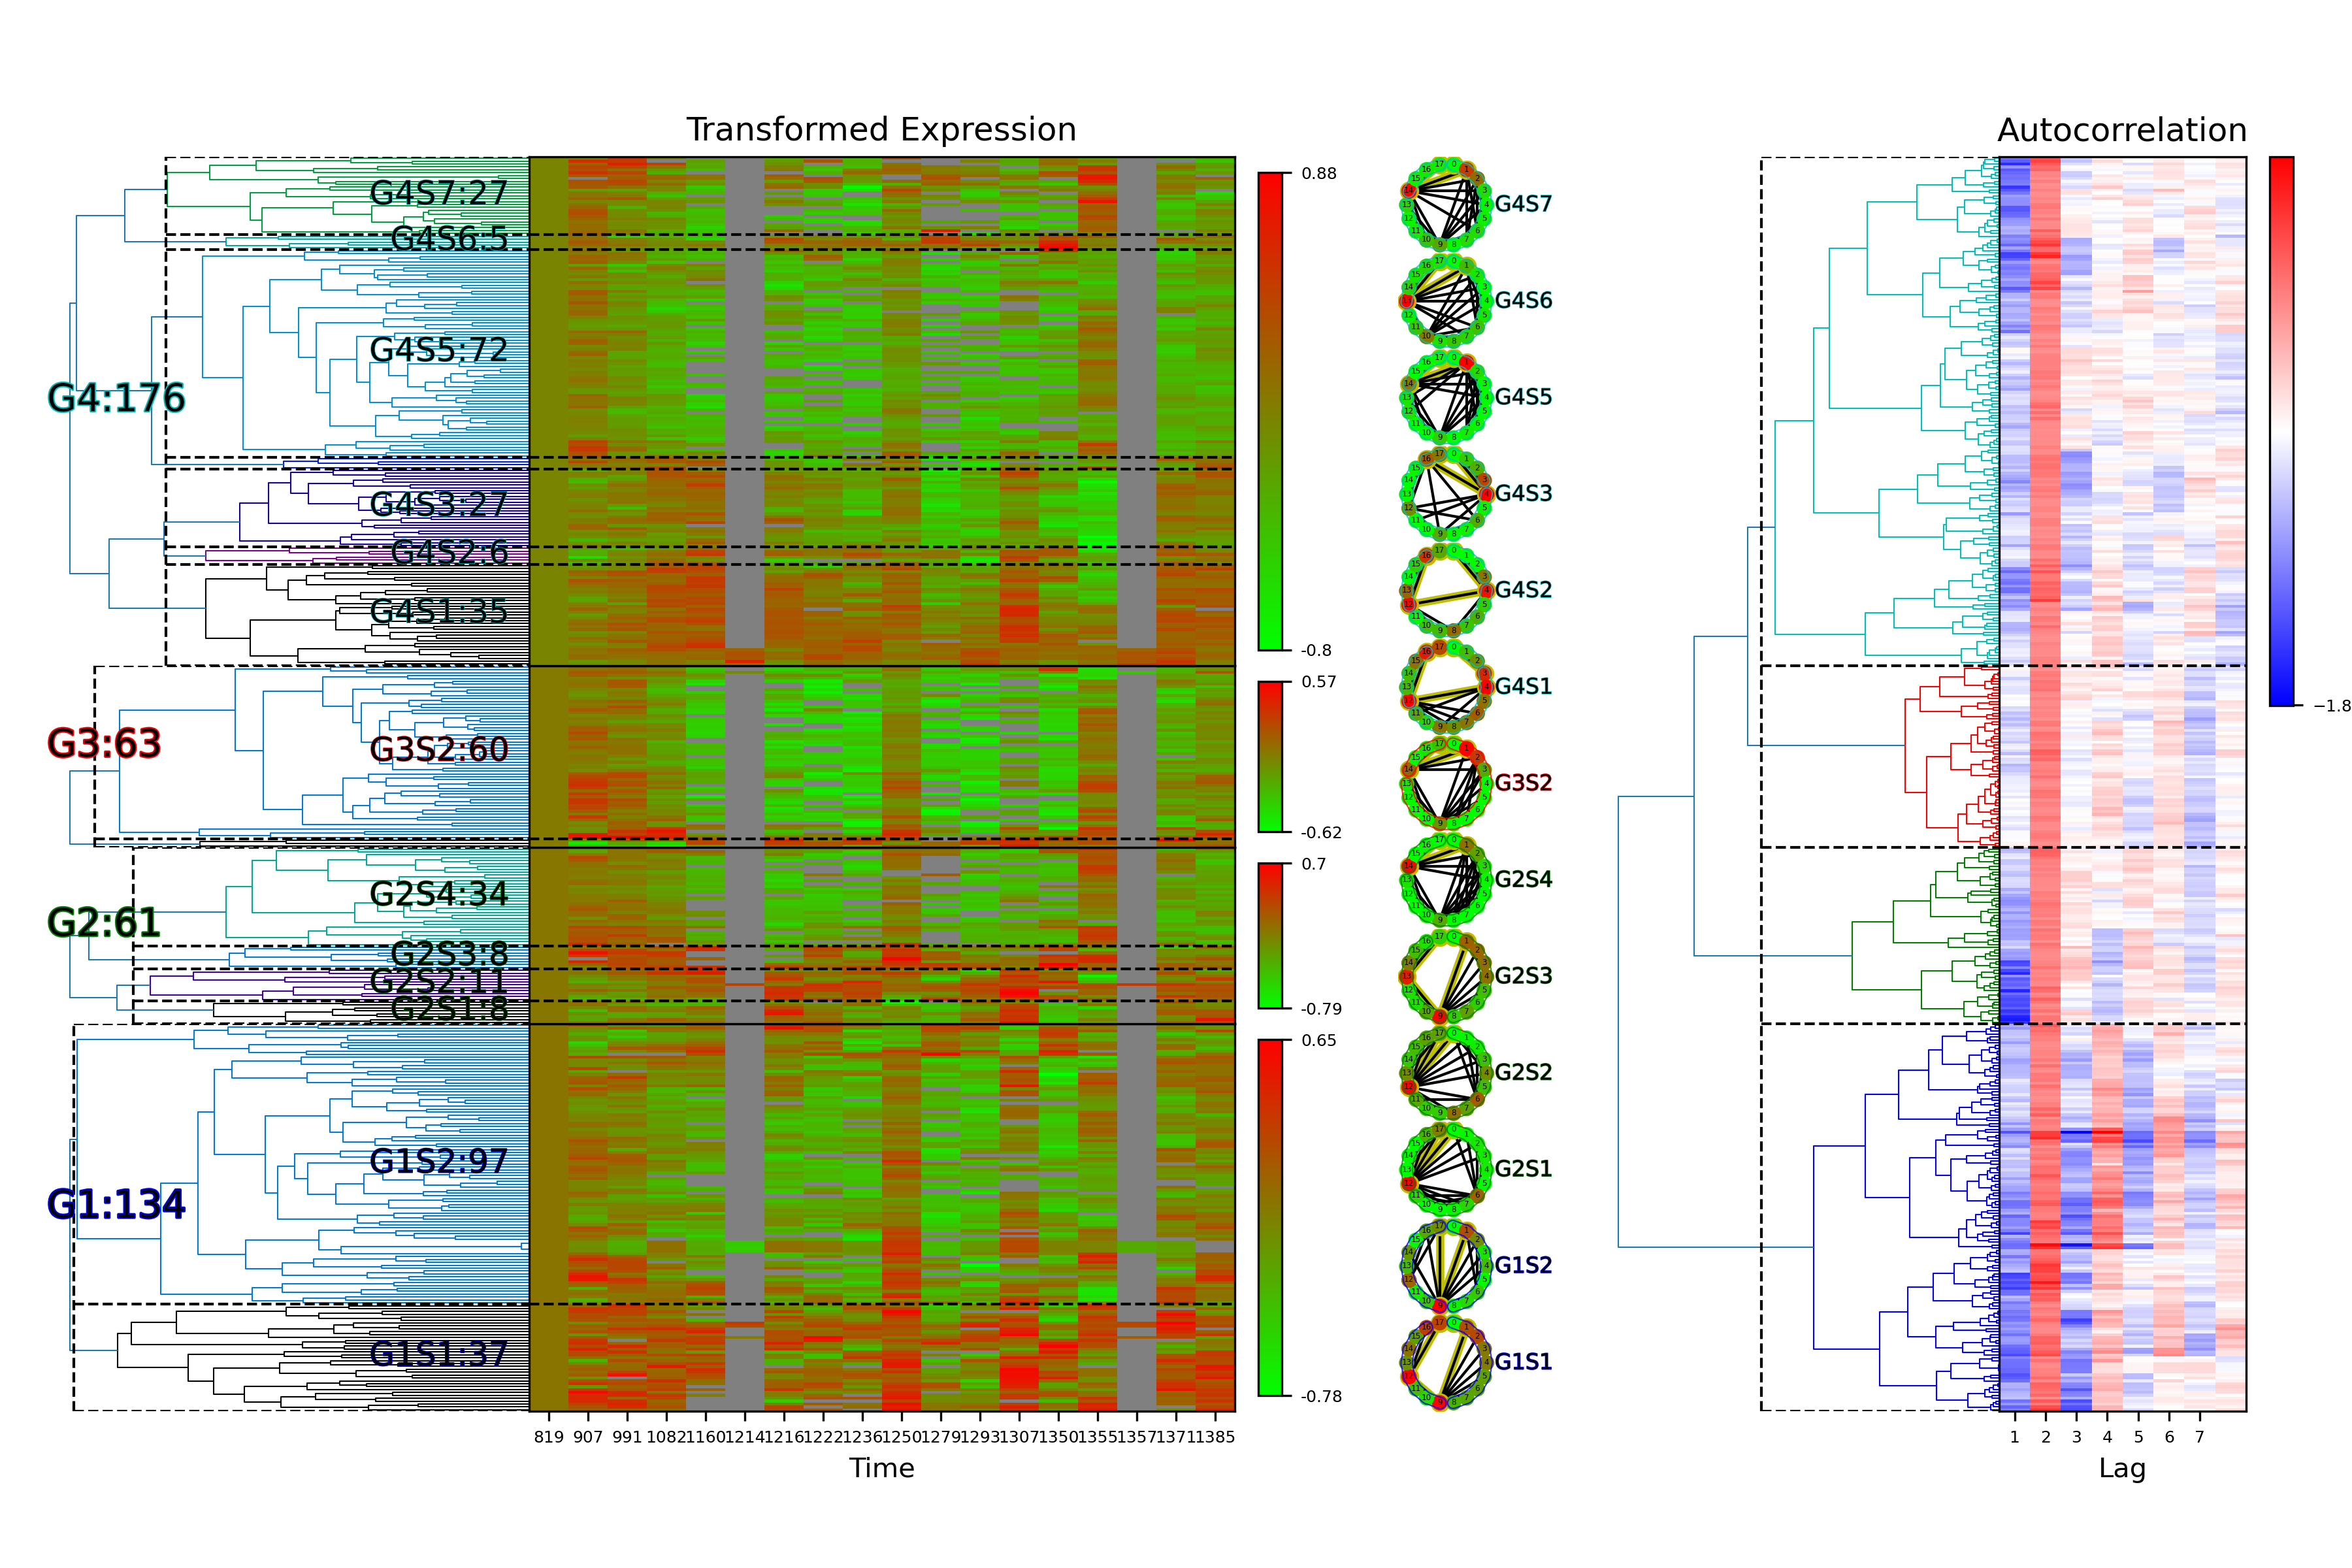 Transformed Expression
Autocorrelation
G4S7:27
G4S6:5
G4S5:72
G4:176
G4S3:27
G4S2:6
G4S1:35
G3:63
G3S2:60
G2S4:34
G2:61
G2S3:8
G2S2:11
G2S1:8
G1S2:97
G1:134
G1S1:37
0.88
-0.8
0.57
-0.62
0.7
-0.79
0.65
-0.78
G4S7
G4S6
G4S5
G4S3
G4S2
G4S1
G3S2
G2S4
G2S3
G2S2
G2S1
G1S2
G1S1
−1.8
819 907 991 1082 1160 1214 1216 1222 1236 1250 1279 1293 1307 1350 1355 1357 1371 1385
Time
1 2 3 4 5 6 7
Lag